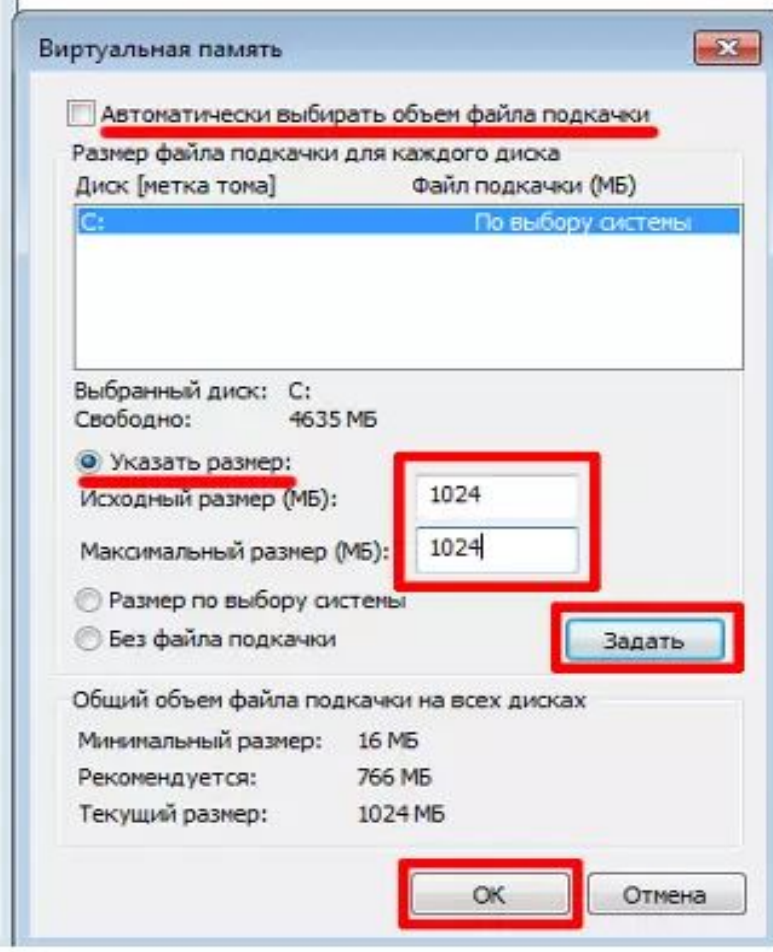 Виртуальная память
Автоматически выбирать объем файла подкачки
Размер файла подкачки для каждого диска
Диск [метка тома] Файл подкачки (МБ)
C: По выбору системы
Выбранный диск: C:
Свободно: 4635 МБ
Указать размер:
Исходный размер (МБ): 1024
Максимальный размер (МБ): 1024
Размер по выбору системы
Без файла подкачки Задать
Общий объем файла подкачки на всех дисках
Минимальный размер: 16 МБ
Рекомендуется: 766 МБ
Текущий размер: 1024 МБ
ОК Отмена